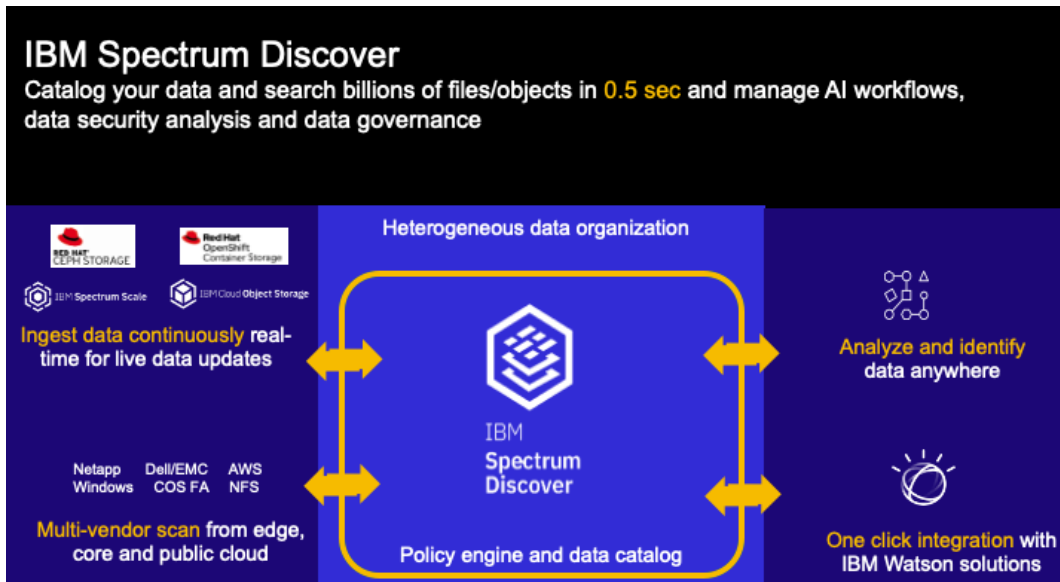 IBM Spectrum Discover
Catalog your data and search billions of files/objects in 0.5 sec and manage AI workflows,
data security analysis and data governance
RED HAT
CEPH STORAGE
Red Hat
OpenShift
Container Storage
IBM Spectrum Scale
IBM Cloud Object Storage
Ingest data continuously real-
time for live data updates
Netapp Dell/EMC AWS
Windows COS FA NFS
Multi-vendor scan from edge,
core and public cloud
Heterogeneous data organization
IBM
Spectrum
Discover
Policy engine and data catalog
Analyze and identify
data anywhere
One click integration with
IBM Watson solutions